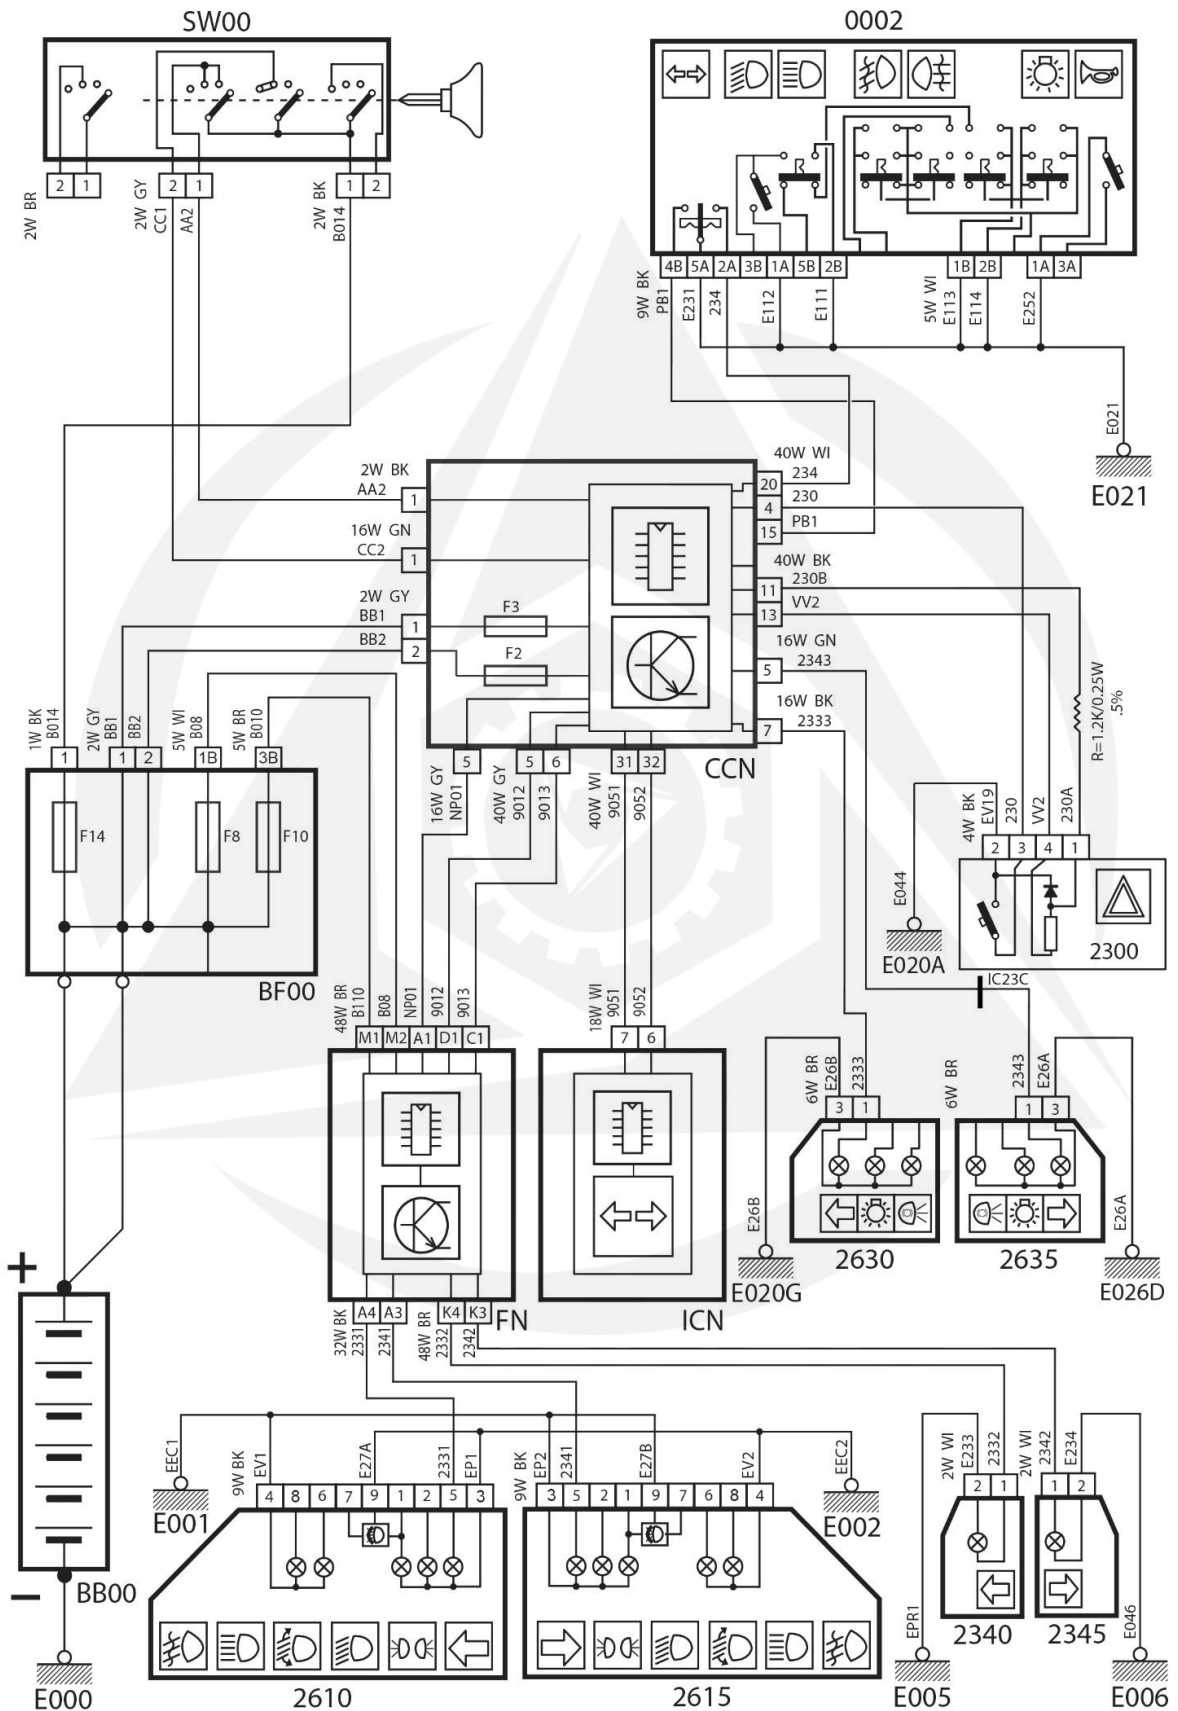 SW00
0002
2 1
2 1
1 2
2W BR
2W GY
CC1
AA2
2W BK
B014
4B 5A 2A 3B 1A 5B 2B
1B 2B
1A 3A
9W BK
PB1
E231
234
E112
E111
5W WI
E113
E114
E252
E021
E021
2W BK
AA2
1
16W GN
CC2
1
2W GY
BB1
1
BB2
2
F3
F2
40W WI
234
20
230
4
PB1
15
40W BK
230B
11
VV2
13
16W GN
2343
5
16W BK
2333
7
R=1.2K/0.25W
.5%
CCN
5
5 6
31 32
16W GY
NP01
40W GY
9012
9013
40W WI
9051
9052
1W BK
B014
2W GY
BB1
BB2
5W WI
B08
5W BR
B010
1
1 2
1B
3B
F14
F8
F10
BF00
4W BK
EV19
230
VV2
230A
2 3 4 1
2300
E044
E020A
IC23C
48W BR
B110
B08
NP01
9012
9013
M1 M2 A1 D1 C1
18W WI
9051
9052
7 6
6W BR
E26B
2333
3 1
6W BR
2343
E26A
1 3
E26B
E020G
2630
2635
E26A
E026D
FN
ICN
A4 A3
K4 K3
32W BK
2331
2341
48W BR
2332
2342
+
−
BB00
E000
EEC1
E001
9W BK
EV1
E27A
2331
EP1
4 8 6 7 9 1 2 5 3
2610
9W BK
EP2
2341
E27B
EV2
3 5 2 1 9 7 6 8 4
2615
EEC2
E002
2W WI
E233
2332
2 1
2340
2W WI
2342
E234
1 2
2345
EPR1
E005
E046
E006